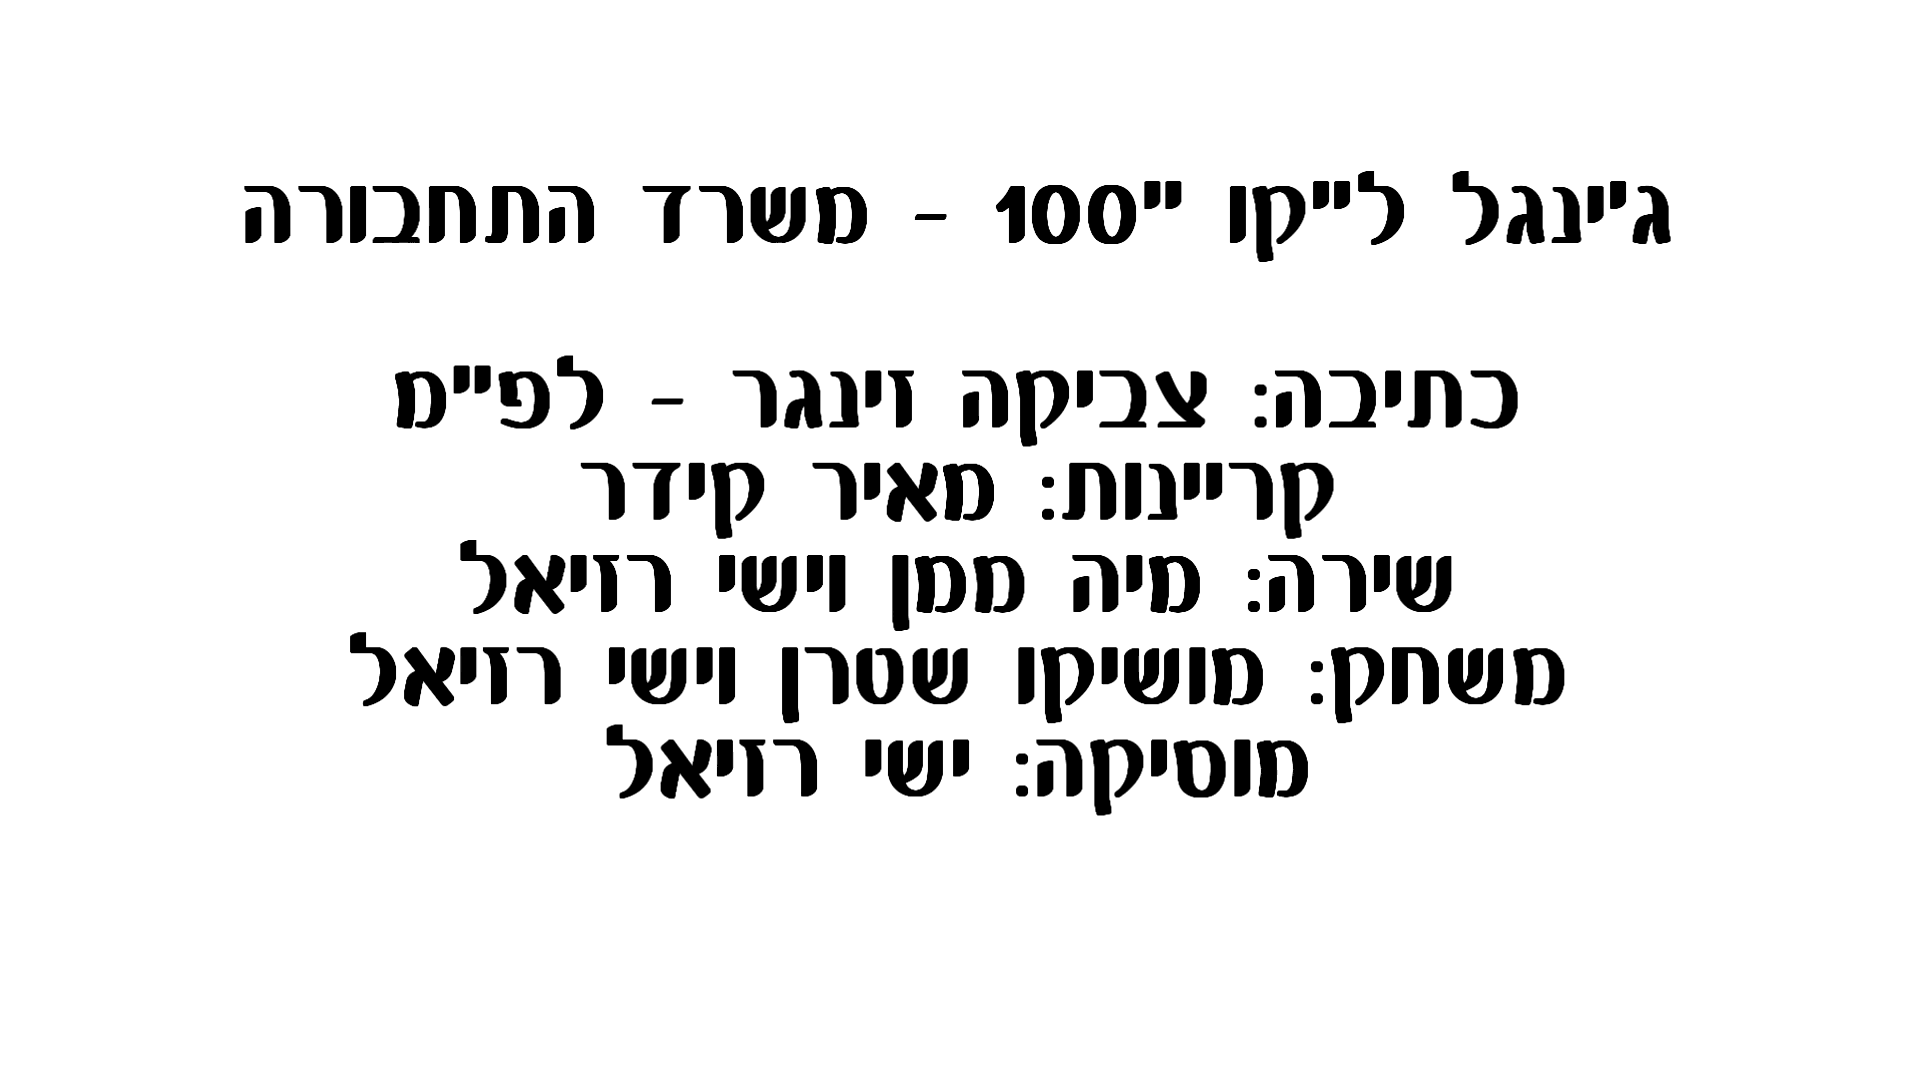 ג'ינגל ל"קו "100 - משרד התחבורה
כתיבה: צביקה זינגר - לפ"מ
קריינות: מאיר קידר
שירה: מיה ממן וישי רזיאל
משחק: מושיקו שטרן וישי רזיאל
מוסיקה: ישי רזיאל